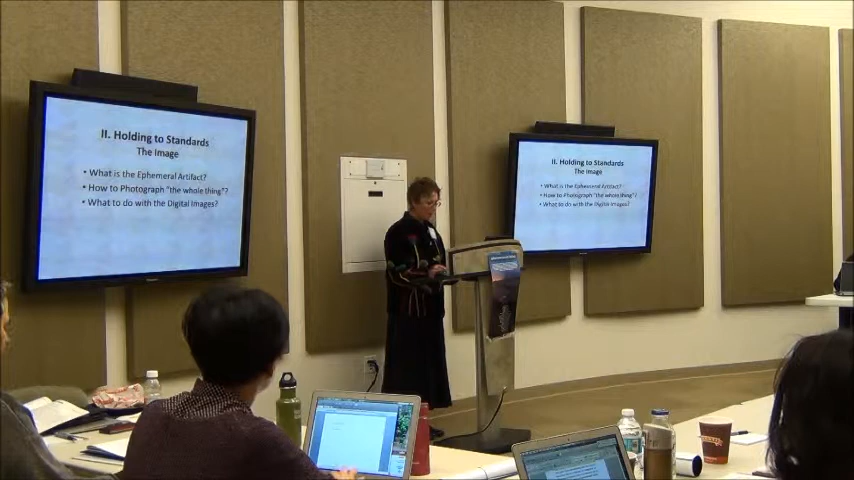 II. Holding to Standards
The Image
• What is the Ephemeral Artifact?
• How to Photograph "the whole thing"?
• What to do with the Digital Images?
II. Holding to Standards
The Image
• What is the Ephemeral Artifact?
• How to Photograph "the whole thing"?
• What to do with the Digital Images?